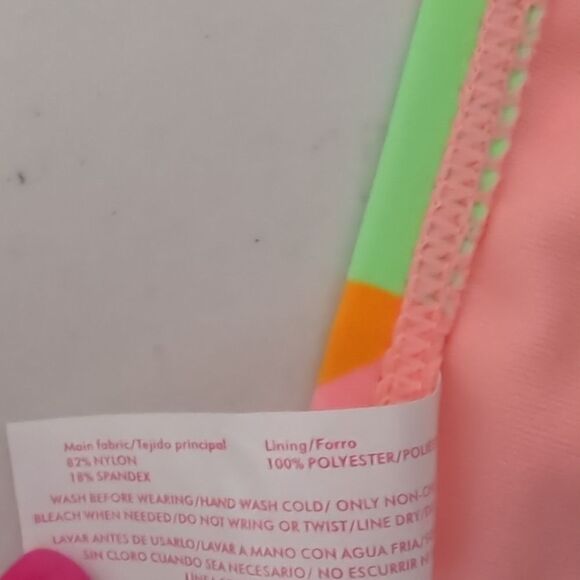 Main fabric/Tejido principal
82% NYLON
18% SPANDEX
Lining/Forro
100% POLYESTER/
WASH BEFORE WEARING/HAND WASH COLD/ ONLY NON-
BLEACH WHEN NEEDED/DO NOT WRING OR TWIST/LINE DRY/
LAVAR ANTES DE USARLO/LAVAR A MANO CON AGUA FRIA/
SIN CLORO CUANDO SEA NECESARIO/ NO ESCURRIR